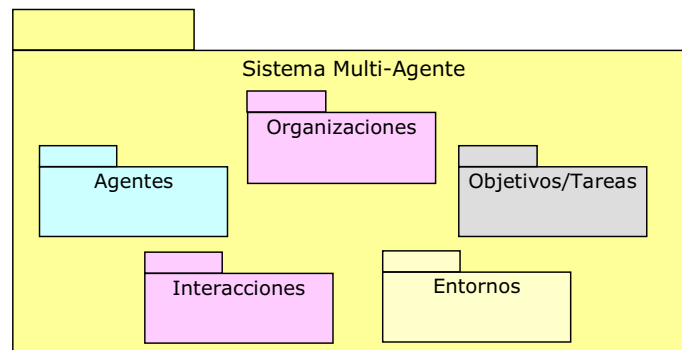 Sistema Multi-Agente
Organizaciones
Agentes
Objetivos/Tareas
Interacciones
Entornos